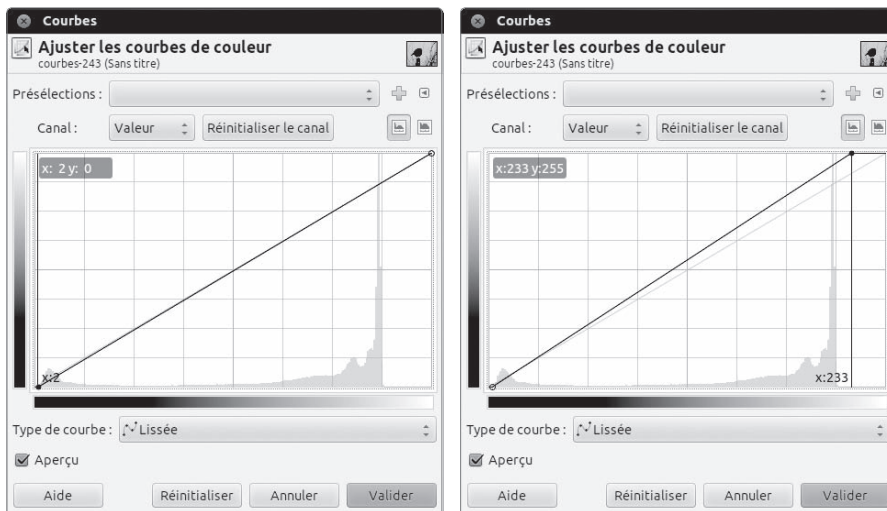 Courbes
Ajuster les courbes de couleur
courbes-243 (Sans titre)
Présélections :
Canal : Valeur Réinitialiser le canal
x: 2 y: 0
x:2
Type de courbe : Lissée
Aperçu
Aide Réinitialiser Annuler Valider
Courbes
Ajuster les courbes de couleur
courbes-243 (Sans titre)
Présélections :
Canal : Valeur Réinitialiser le canal
x:233 y:255
x:233
Type de courbe : Lissée
Aperçu
Aide Réinitialiser Annuler Valider